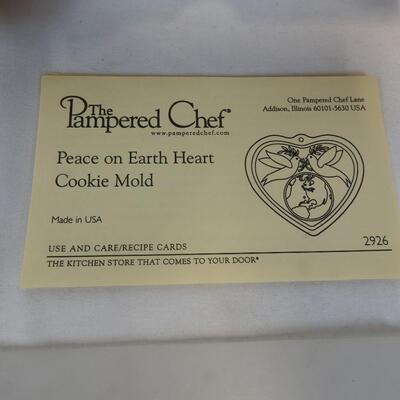 The
Pampered Chef®
www.pamperedchef.com
One Pampered Chef Lane
Addison, Illinois 60101-5630 USA
Peace on Earth Heart
Cookie Mold
Made in USA
USE AND CARE/RECIPE CARDS
2926
THE KITCHEN STORE THAT COMES TO YOUR DOOR®